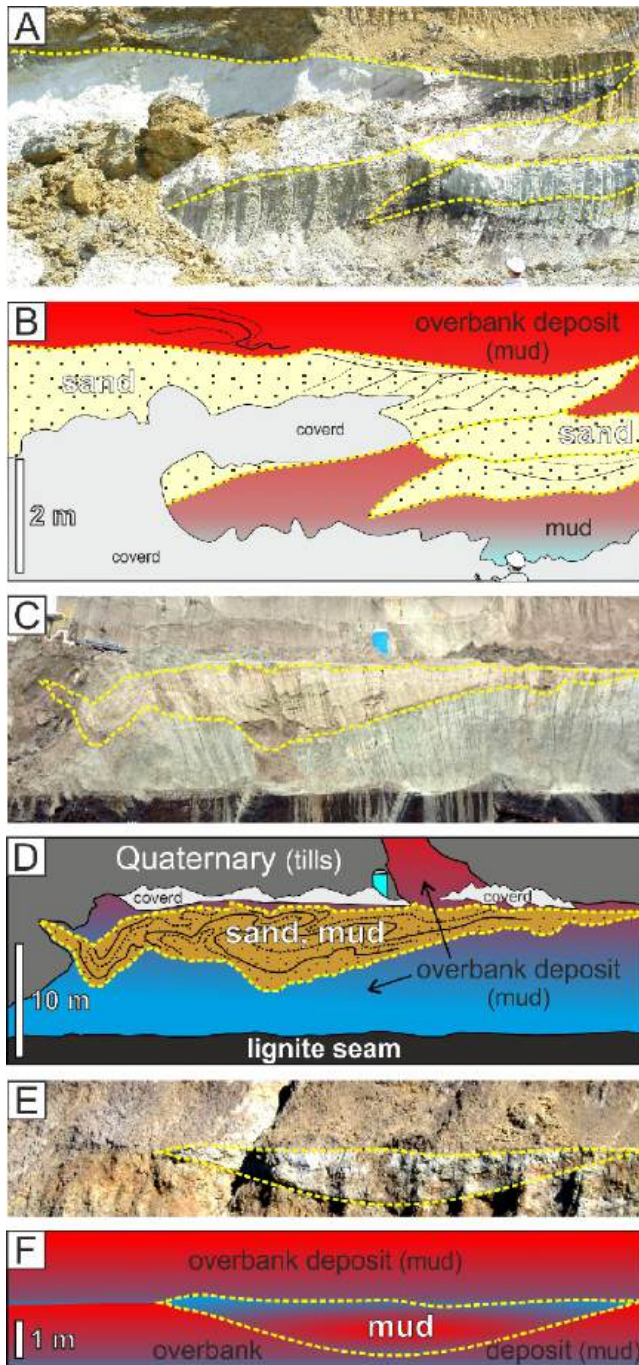 A
B
overbank deposit
(mud)
sand
coverd
sand
2 m
mud
coverd
C
D
Quaternary (tills)
coverd
coverd
sand, mud
10 m
overbank deposit
(mud)
lignite seam
E
F
overbank deposit (mud)
mud
1 m
overbank
deposit (mud)